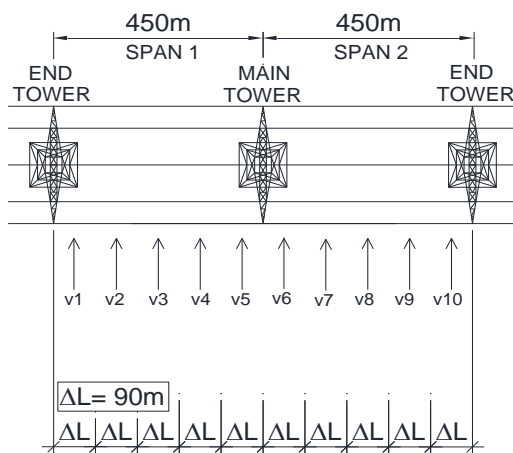 450m 450m
SPAN 1 SPAN 2
END TOWER MAIN TOWER END TOWER
v1 v2 v3 v4 v5 v6 v7 v8 v9 v10
ΔL= 90m
ΔL ΔL ΔL ΔL ΔL ΔL ΔL ΔL ΔL ΔL